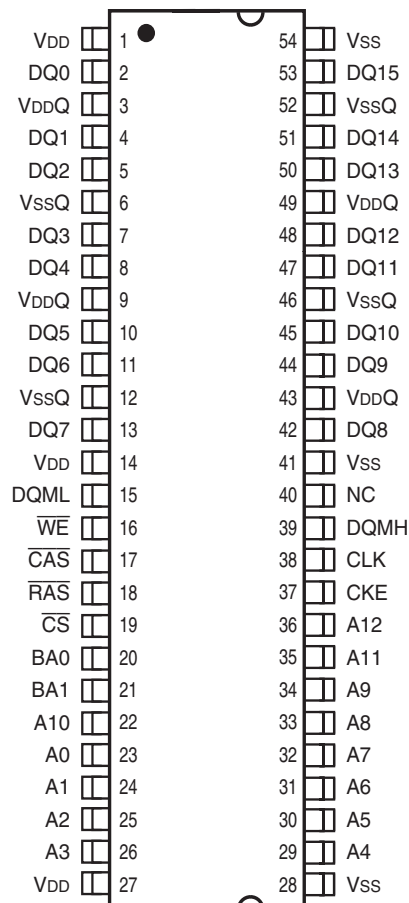 VDD 1 54 VSS
DQ0 2 53 DQ15
VDDQ 3 52 VSSQ
DQ1 4 51 DQ14
DQ2 5 50 DQ13
VSSQ 6 49 VDDQ
DQ3 7 48 DQ12
DQ4 8 47 DQ11
VDDQ 9 46 VSSQ
DQ5 10 45 DQ10
DQ6 11 44 DQ9
VSSQ 12 43 VDDQ
DQ7 13 42 DQ8
VDD 14 41 VSS
DQML 15 40 NC
W̅E̅ 16 39 DQMH
C̅A̅S̅ 17 38 CLK
R̅A̅S̅ 18 37 CKE
C̅S̅ 19 36 A12
BA0 20 35 A11
BA1 21 34 A9
A10 22 33 A8
A0 23 32 A7
A1 24 31 A6
A2 25 30 A5
A3 26 29 A4
VDD 27 28 VSS